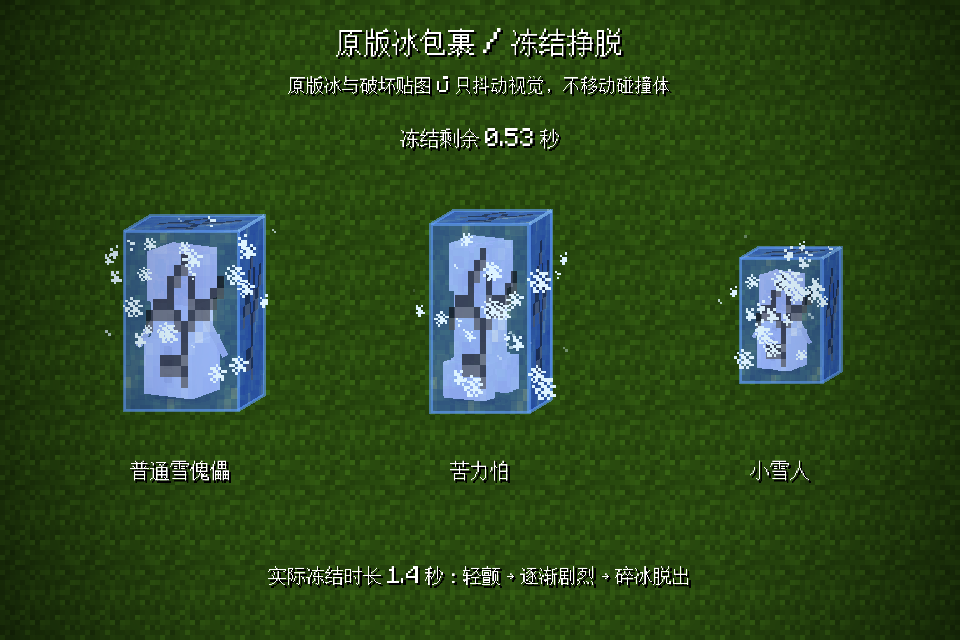 原版冰包裹 / 冻结挣脱
原版冰与破坏贴图 Ů 只抖动视觉，不移动碰撞体
冻结剩余 0.53 秒
普通雪傀儡
苦力怕
小雪人
实际冻结时长 1.4 秒：轻颤 → 逐渐剧烈 → 碎冰脱出